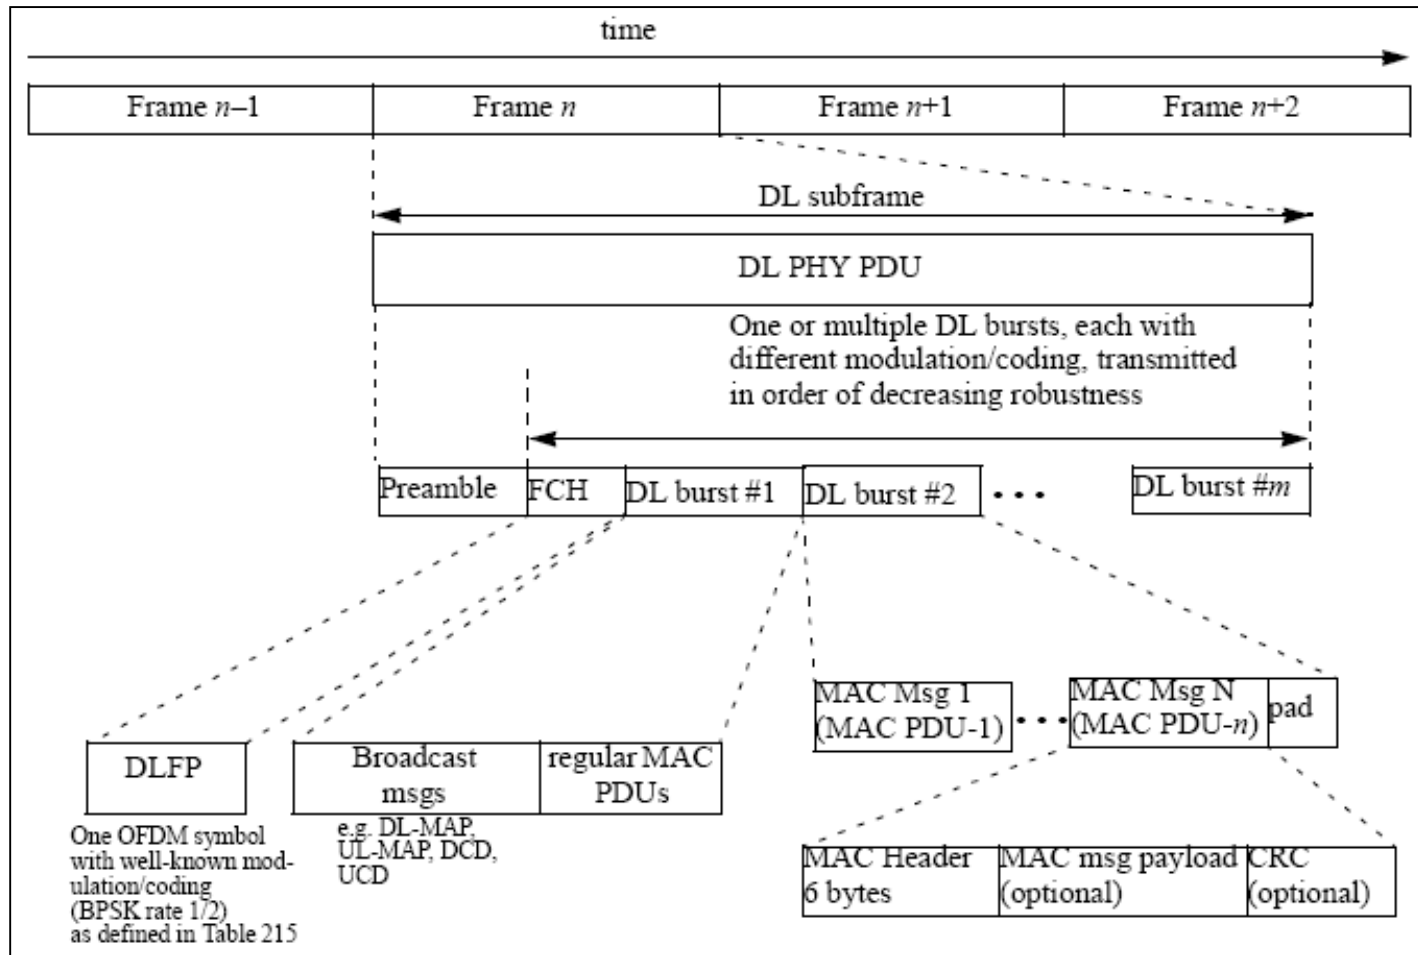 time
Frame n–1 Frame n Frame n+1 Frame n+2
DL subframe
DL PHY PDU
One or multiple DL bursts, each with
different modulation/coding, transmitted
in order of decreasing robustness
Preamble FCH DL burst #1 DL burst #2 • • • DL burst #m
MAC Msg 1
(MAC PDU-1)
• • •
MAC Msg N
(MAC PDU-n)
pad
DLFP
Broadcast
msgs
regular MAC
PDUs
One OFDM symbol
with well-known mod-
ulation/coding
(BPSK rate 1/2)
as defined in Table 215
e.g. DL-MAP,
UL-MAP, DCD,
UCD
MAC Header
6 bytes
MAC msg payload
(optional)
CRC
(optional)